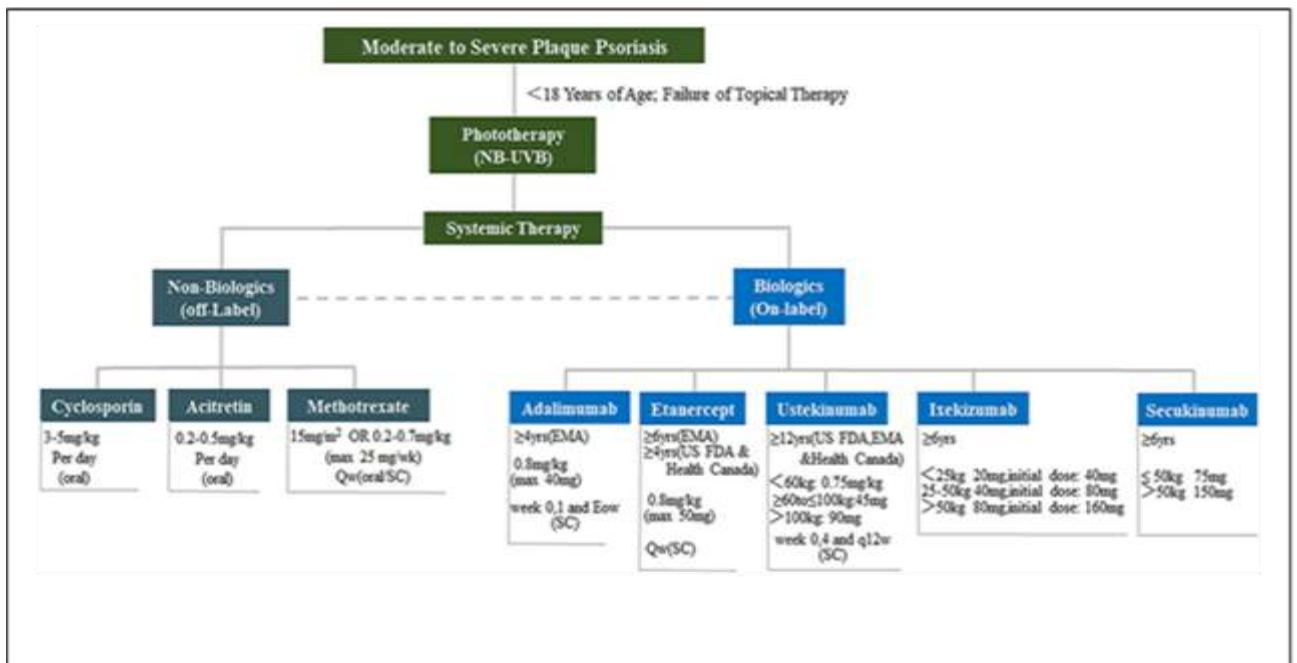 Moderate to Severe Plaque Psoriasis
<18 Years of Age; Failure of Topical Therapy
Phototherapy
(NB-UVB)
Systemic Therapy
Non-Biologics
(off-Label)
Biologics
(On-label)
Cyclosporin
3-5mg/kg
Per day
(oral)
Acitretin
0.2-0.5mg/kg
Per day
(oral)
Methotrexate
15mg/m² OR 0.2-0.7mg/kg
(max 25 mg/wk)
Qw(oral/SC)
Adalimumab
≥4yrs(EMA)
0.8mg/kg
(max 40mg)
week 0,1 and Eow
(SC)
Etanercept
≥6yrs(EMA)
≥4yrs(US FDA &
Health Canada)
0.8mg/kg
(max 50mg)
Qw(SC)
Ustekinumab
≥12yrs(US FDA,EMA
&Health Canada)
<60kg: 0.75mg/kg
≥60to≤100kg:45mg
>100kg: 90mg
week 0,4 and q12w
(SC)
Ixekizumab
≥6yrs
<25kg 20mg,initial dose: 40mg
25-50kg 40mg,initial dose: 80mg
>50kg 80mg,initial dose: 160mg
Secukinumab
≥6yrs
≤50kg 75mg
>50kg 150mg